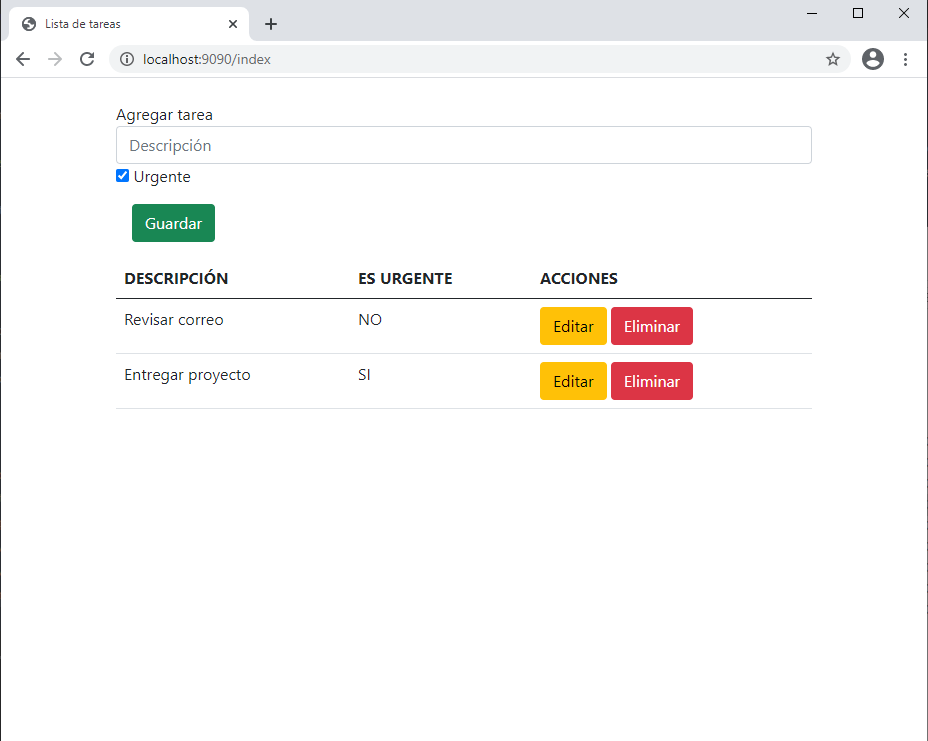 Lista de tareas
localhost:9090/index
Agregar tarea
Descripción
Urgente
Guardar
DESCRIPCIÓN ES URGENTE ACCIONES
Revisar correo NO Editar Eliminar
Entregar proyecto SI Editar Eliminar